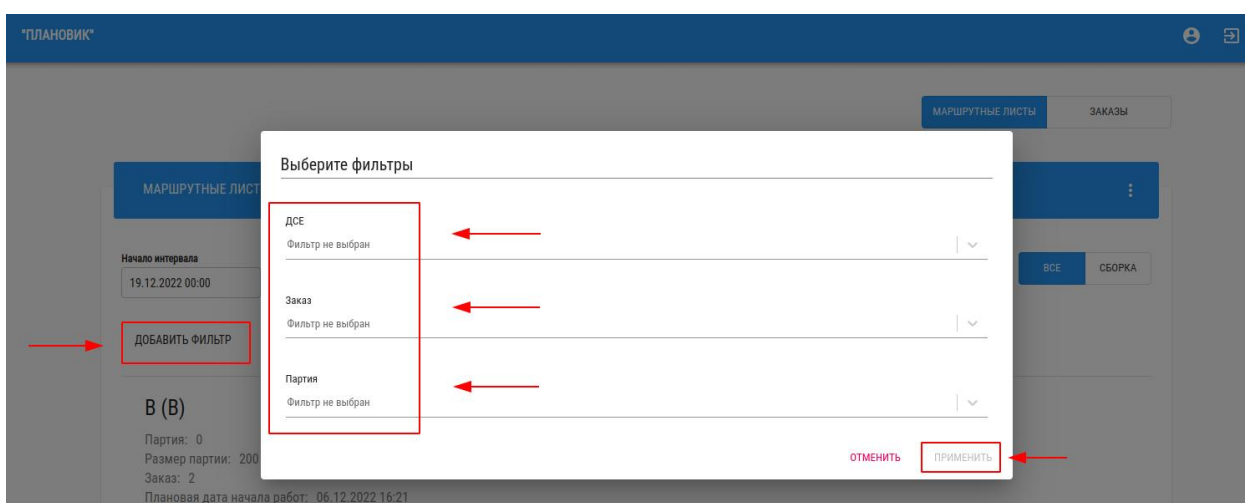 "ПЛАНОВИК"
МАРШРУТНЫЕ ЛИСТЫ ЗАКАЗЫ
Выберите фильтры
МАРШРУТНЫЕ ЛИСТ
ДСЕ
Фильтр не выбран
Начало интервала
ВСЕ СБОРКА
19.12.2022 00:00
Заказ
Фильтр не выбран
ДОБАВИТЬ ФИЛЬТР
Партия
Фильтр не выбран
В (В)
Партия: 0
Размер партии: 200
ОТМЕНИТЬ ПРИМЕНИТЬ
Заказ: 2
Плановая дата начала работ: 06.12.2022 16:21